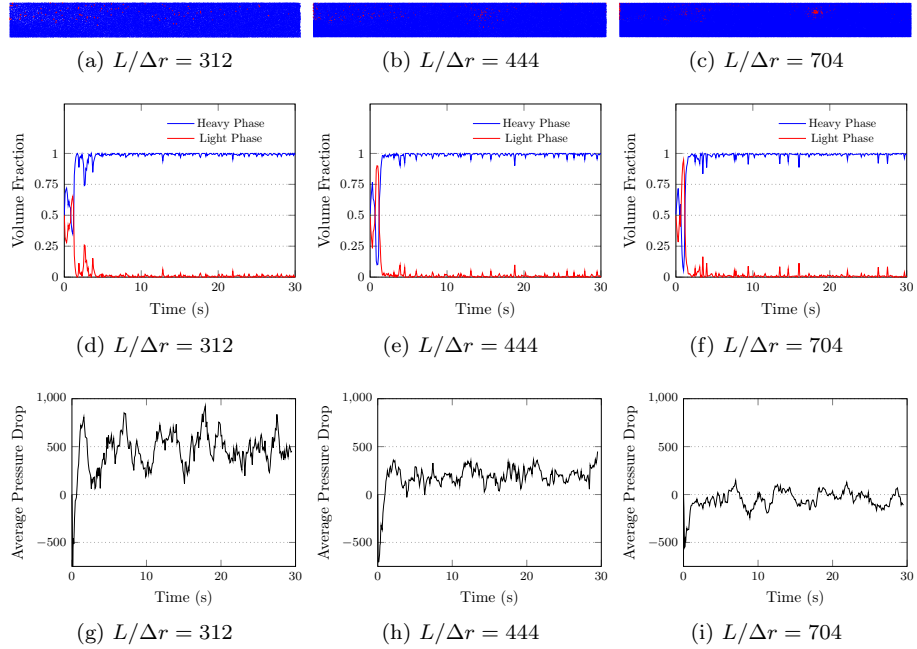 (a) L/Δr = 312
(b) L/Δr = 444
(c) L/Δr = 704
Heavy Phase
Light Phase
1
0.75
0.5
0.25
0
0 10 20 30
Volume Fraction
Time (s)
Heavy Phase
Light Phase
1
0.75
0.5
0.25
0
0 10 20 30
Volume Fraction
Time (s)
Heavy Phase
Light Phase
1
0.75
0.5
0.25
0
0 10 20 30
Volume Fraction
Time (s)
(d) L/Δr = 312
(e) L/Δr = 444
(f) L/Δr = 704
1,000
500
0
−500
0 10 20 30
Average Pressure Drop
Time (s)
1,000
500
0
−500
0 10 20 30
Average Pressure Drop
Time (s)
1,000
500
0
−500
0 10 20 30
Average Pressure Drop
Time (s)
(g) L/Δr = 312
(h) L/Δr = 444
(i) L/Δr = 704